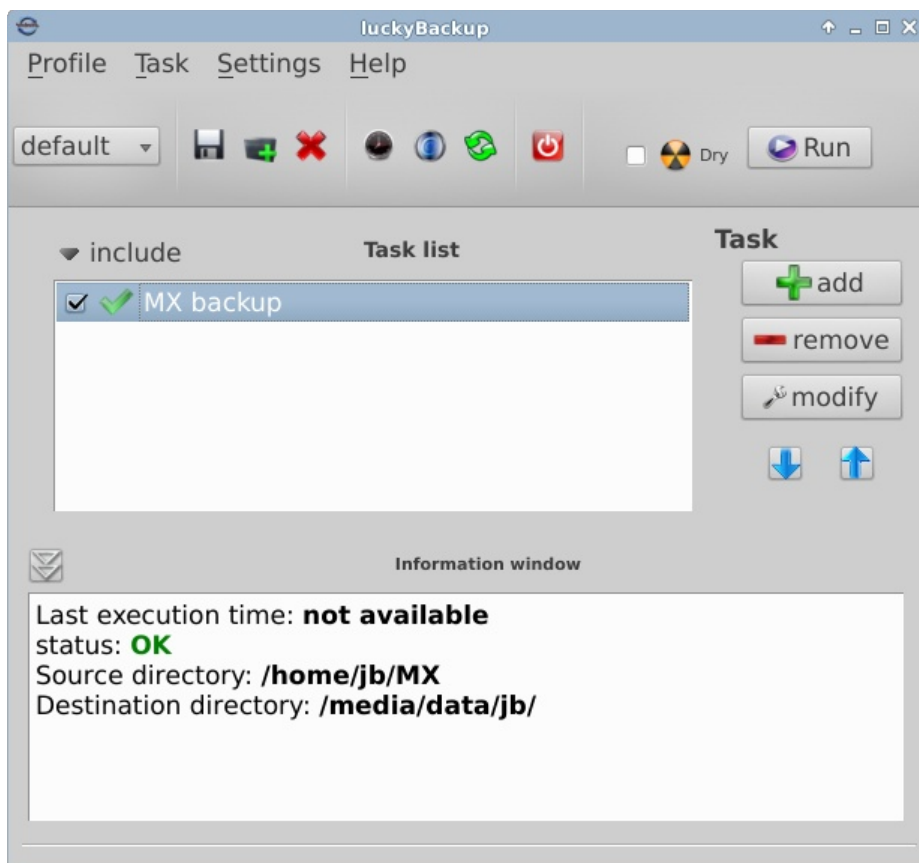 luckyBackup
Profile Task Settings Help
default Dry Run
include Task list Task
MX backup
add
remove
modify
Information window
Last execution time: not available
status: OK
Source directory: /home/jb/MX
Destination directory: /media/data/jb/